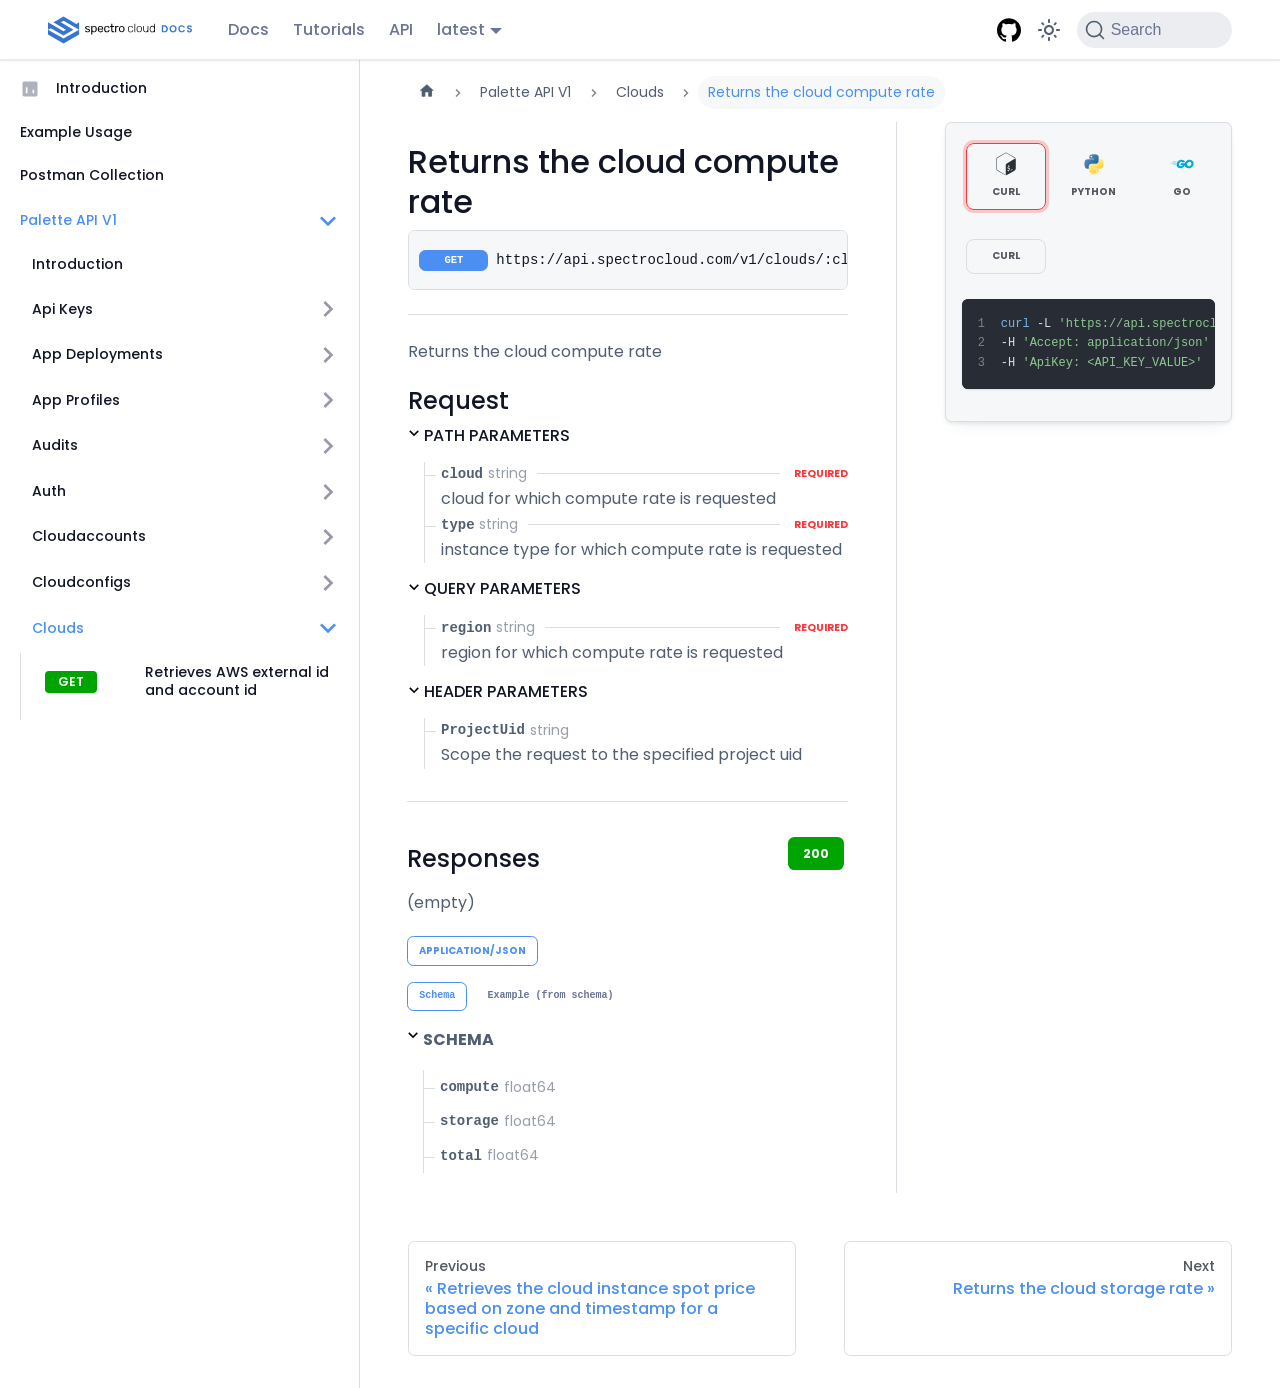 spectro cloud DOCS
Docs
Tutorials
API
latest
Search
Introduction
Example Usage
Postman Collection
Palette API V1
Introduction
Api Keys
App Deployments
App Profiles
Audits
Auth
Cloudaccounts
Cloudconfigs
Clouds
GET
Retrieves AWS external id
and account id
Palette API V1
Clouds
Returns the cloud compute rate
Returns the cloud compute
rate
GET
https://api.spectrocloud.com/v1/clouds/:cl
Returns the cloud compute rate
Request
PATH PARAMETERS
cloud string REQUIRED
cloud for which compute rate is requested
type string REQUIRED
instance type for which compute rate is requested
QUERY PARAMETERS
region string REQUIRED
region for which compute rate is requested
HEADER PARAMETERS
ProjectUid string
Scope the request to the specified project uid
Responses
200
(empty)
APPLICATION/JSON
Schema
Example (from schema)
SCHEMA
compute float64
storage float64
total float64
CURL
PYTHON
GO
CURL
1 curl -L 'https://api.spectrocl
2 -H 'Accept: application/json'
3 -H 'ApiKey: <API_KEY_VALUE>'
Previous
« Retrieves the cloud instance spot price
based on zone and timestamp for a
specific cloud
Next
Returns the cloud storage rate »